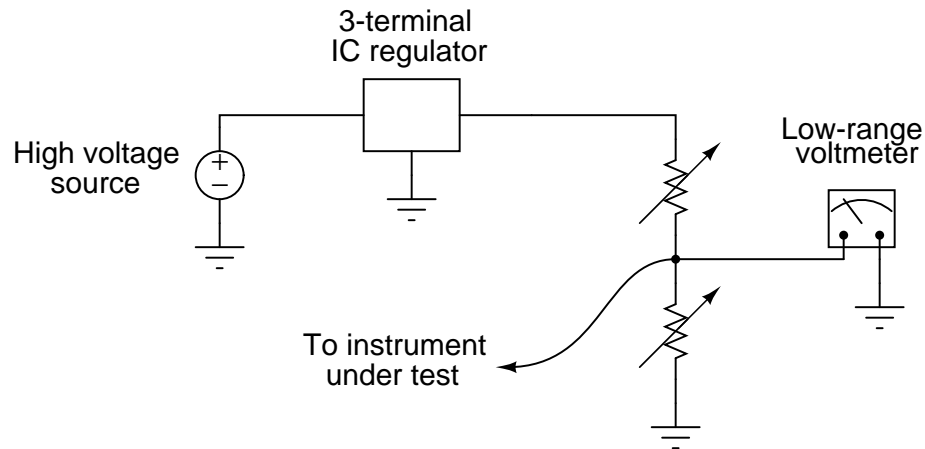 3-terminal
IC regulator
High voltage
source
+
−
Low-range
voltmeter
To instrument
under test